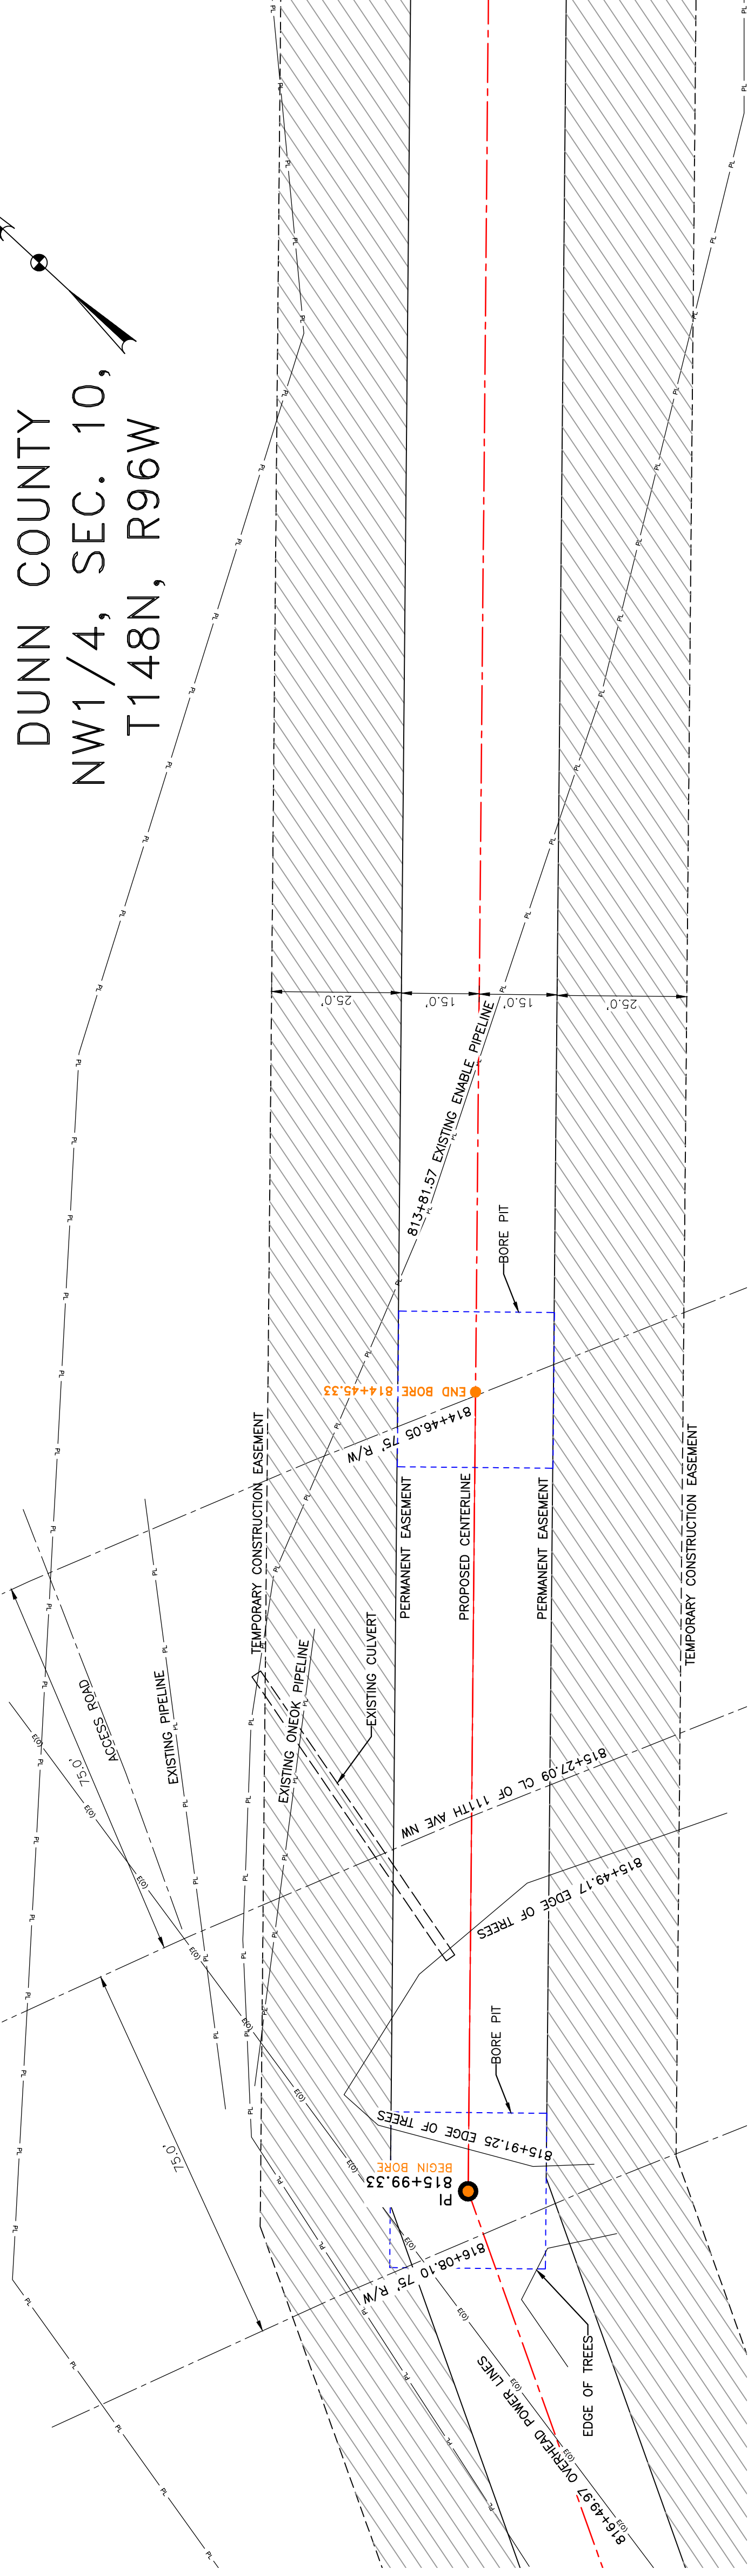 DUNN COUNTY
NW1/4, SEC. 10,
T148N, R96W
25.0'
15.0'
15.0'
25.0'
813+81.57 EXISTING ENABLE PIPELINE
BORE PIT
END BORE 814+45.33
814+46.05 75' R/W
TEMPORARY CONSTRUCTION EASEMENT
PERMANENT EASEMENT
PROPOSED CENTERLINE
PERMANENT EASEMENT
TEMPORARY CONSTRUCTION EASEMENT
75.0'
ACCESS ROAD
EXISTING PIPELINE
EXISTING ONEOK PIPELINE
EXISTING CULVERT
815+27.09 CL OF 111TH AVE NW
815+49.17 EDGE OF TREES
75.0'
BORE PIT
815+91.25 EDGE OF TREES
PI
815+99.33
BEGIN BORE
816+08.10 75' R/W
EDGE OF TREES
816+49.97 OVERHEAD POWER LINES